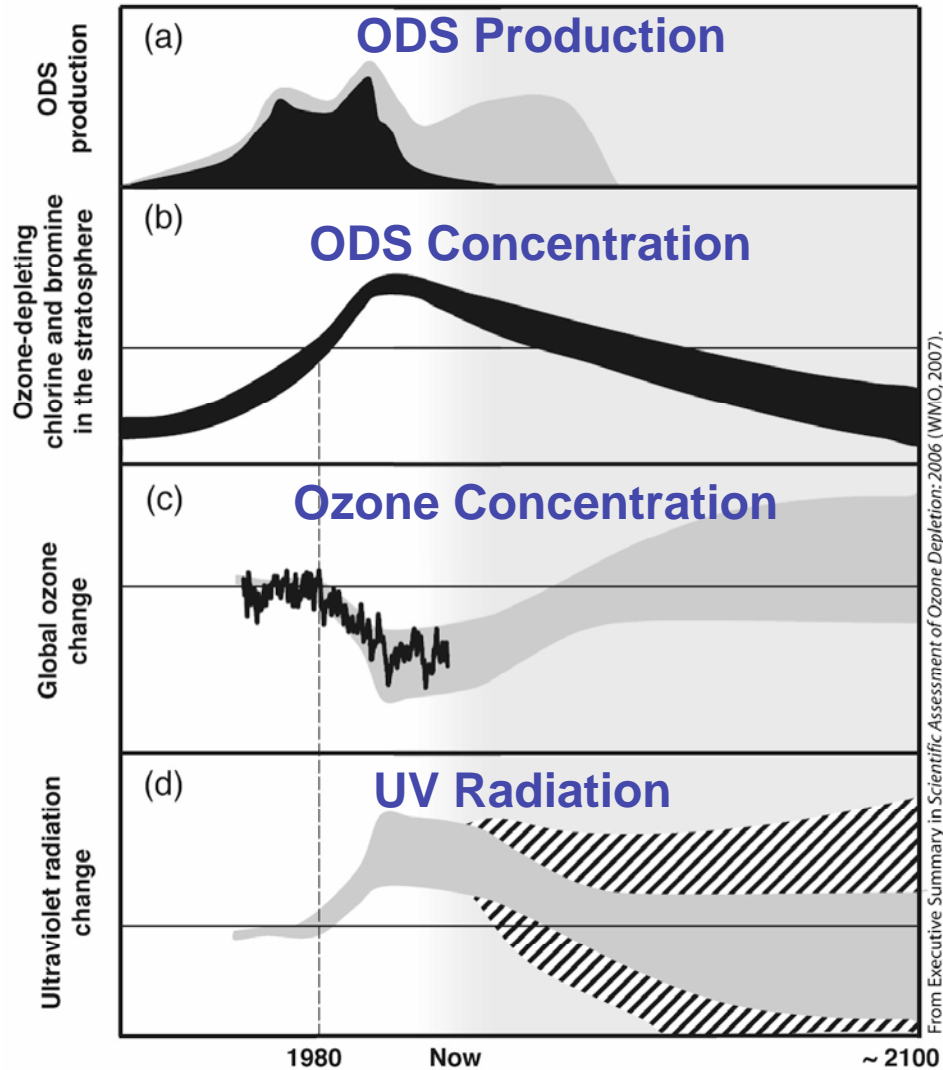 (a)
ODS Production
ODS
production
(b)
ODS Concentration
Ozone-depleting
chlorine and bromine
in the stratosphere
(c)
Ozone Concentration
Global ozone
change
(d)
UV Radiation
Ultraviolet radiation
change
1980
Now
~ 2100
From Executive Summary in Scientific Assessment of Ozone Depletion: 2006 (WMO, 2007).